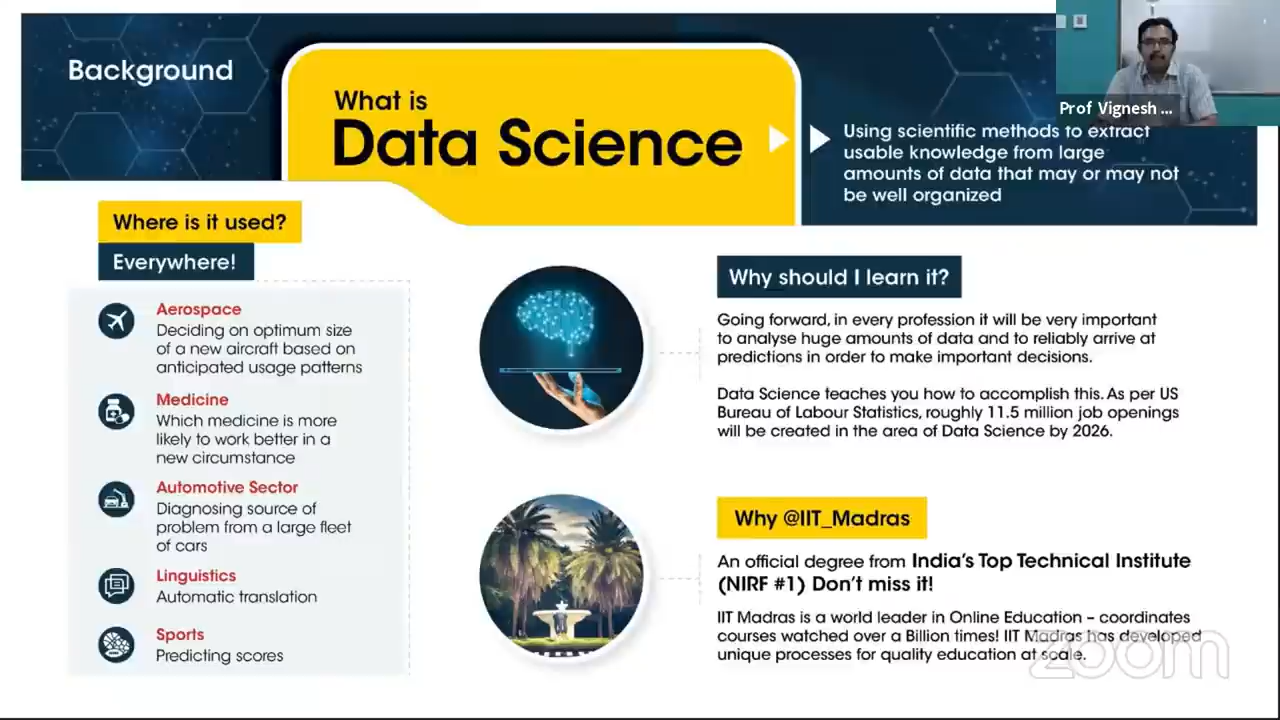 Background
What is
Data Science
Using scientific methods to extract
usable knowledge from large
amounts of data that may or may not
be well organized
Prof Vignesh ...
Where is it used?
Everywhere!
Aerospace
Deciding on optimum size
of a new aircraft based on
anticipated usage patterns
Medicine
Which medicine is more
likely to work better in a
new circumstance
Automotive Sector
Diagnosing source of
problem from a large fleet
of cars
Linguistics
Automatic translation
Sports
Predicting scores
Why should I learn it?
Going forward, in every profession it will be very important
to analyse huge amounts of data and to reliably arrive at
predictions in order to make important decisions.
Data Science teaches you how to accomplish this. As per US
Bureau of Labour Statistics, roughly 11.5 million job openings
will be created in the area of Data Science by 2026.
Why @IIT_Madras
An official degree from India's Top Technical Institute
(NIRF #1) Don't miss it!
IIT Madras is a world leader in Online Education – coordinates
courses watched over a Billion times! IIT Madras has developed
unique processes for quality education at scale.
zoom